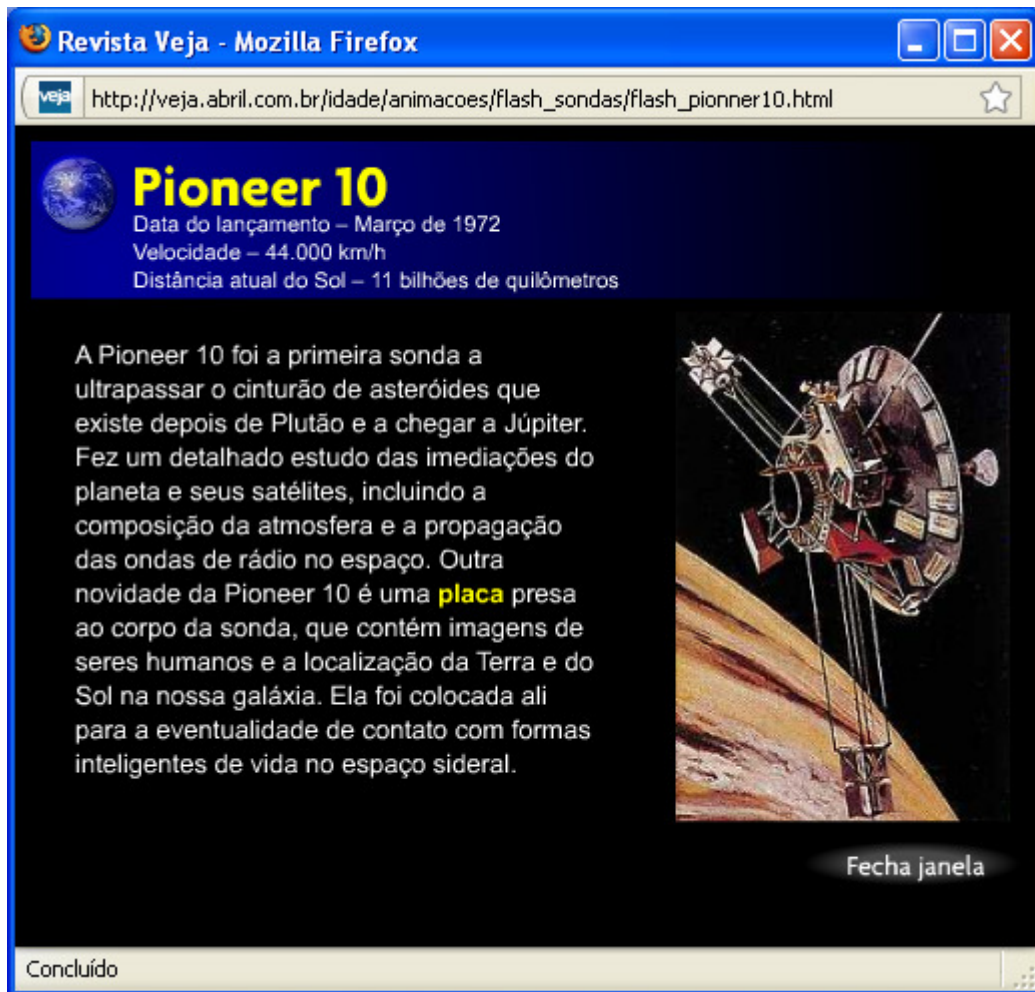 Revista Veja - Mozilla Firefox
veja http://veja.abril.com.br/idade/animacoes/flash_sondas/flash_pionner10.html
Pioneer 10
Data do lançamento – Março de 1972
Velocidade – 44.000 km/h
Distância atual do Sol – 11 bilhões de quilômetros
A Pioneer 10 foi a primeira sonda a
ultrapassar o cinturão de asteróides que
existe depois de Plutão e a chegar a Júpiter.
Fez um detalhado estudo das imediações do
planeta e seus satélites, incluindo a
composição da atmosfera e a propagação
das ondas de rádio no espaço. Outra
novidade da Pioneer 10 é uma placa presa
ao corpo da sonda, que contém imagens de
seres humanos e a localização da Terra e do
Sol na nossa galáxia. Ela foi colocada ali
para a eventualidade de contato com formas
inteligentes de vida no espaço sideral.
Fecha janela
Concluído